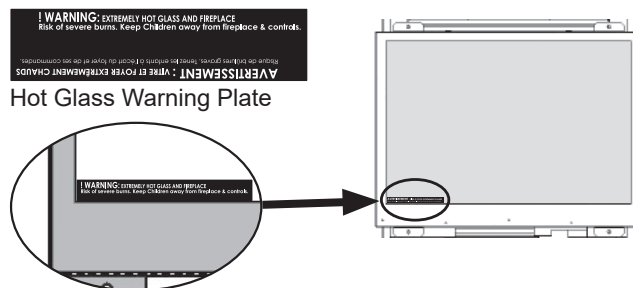 ! WARNING: EXTREMELY HOT GLASS AND FIREPLACE
Risk of severe burns. Keep Children away from fireplace & controls.
AVERTISSEMENT : VITRE ET FOYER EXTRÊMEMENT CHAUDS
Risque de brûlures graves. Tenez les enfants à l'écart du foyer et de ses commandes.
Hot Glass Warning Plate
! WARNING: EXTREMELY HOT GLASS AND FIREPLACE
Risk of severe burns. Keep Children away from fireplace & controls.